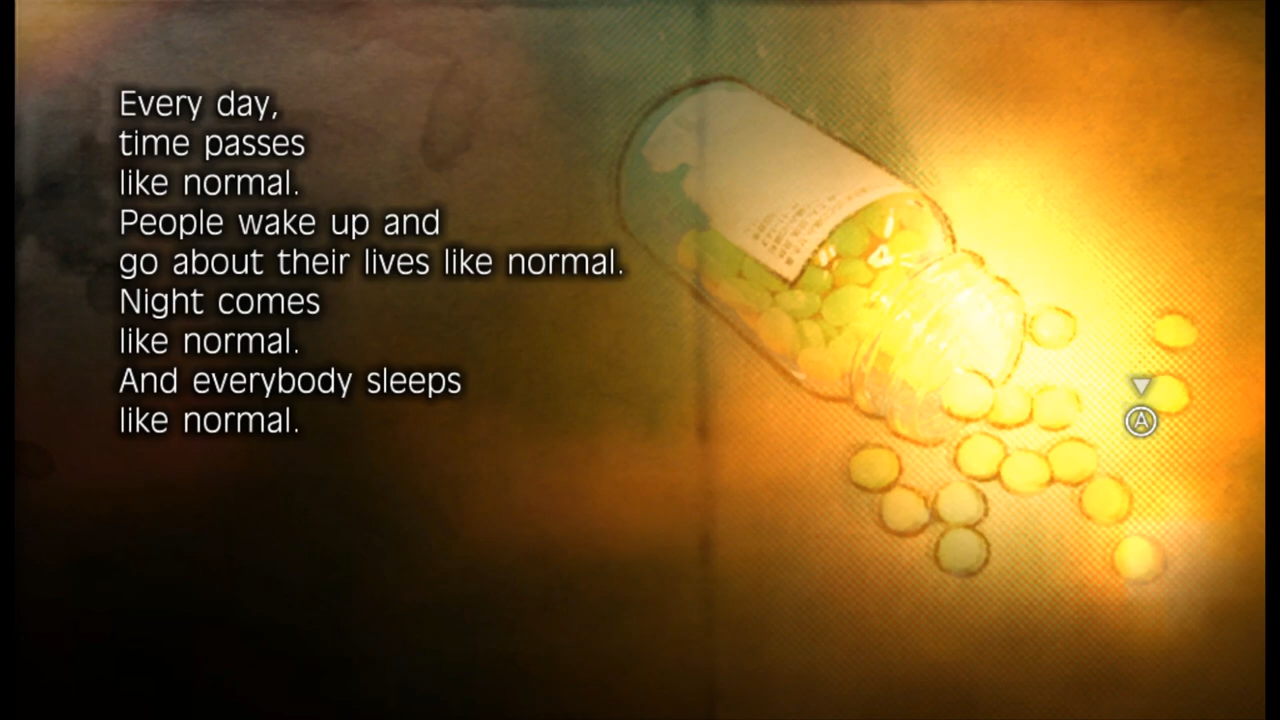 Every day,
time passes
like normal.
People wake up and
go about their lives like normal.
Night comes
like normal.
And everybody sleeps
like normal.
A